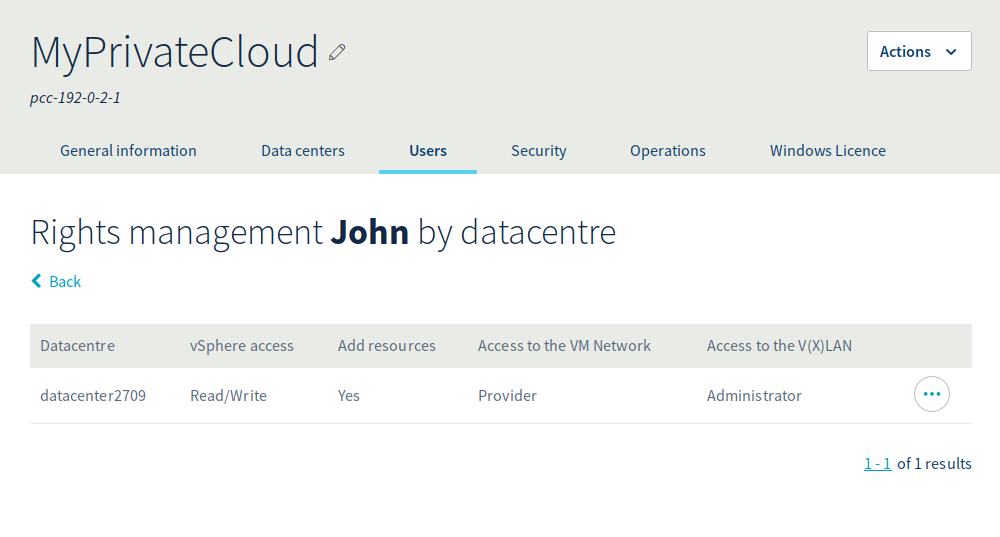 MyPrivateCloud
Actions
pcc-192-0-2-1
General information Data centers Users Security Operations Windows Licence
Rights management John by datacentre
Back
Datacentre vSphere access Add resources Access to the VM Network Access to the V(X)LAN
datacenter2709 Read/Write Yes Provider Administrator
1 - 1 of 1 results